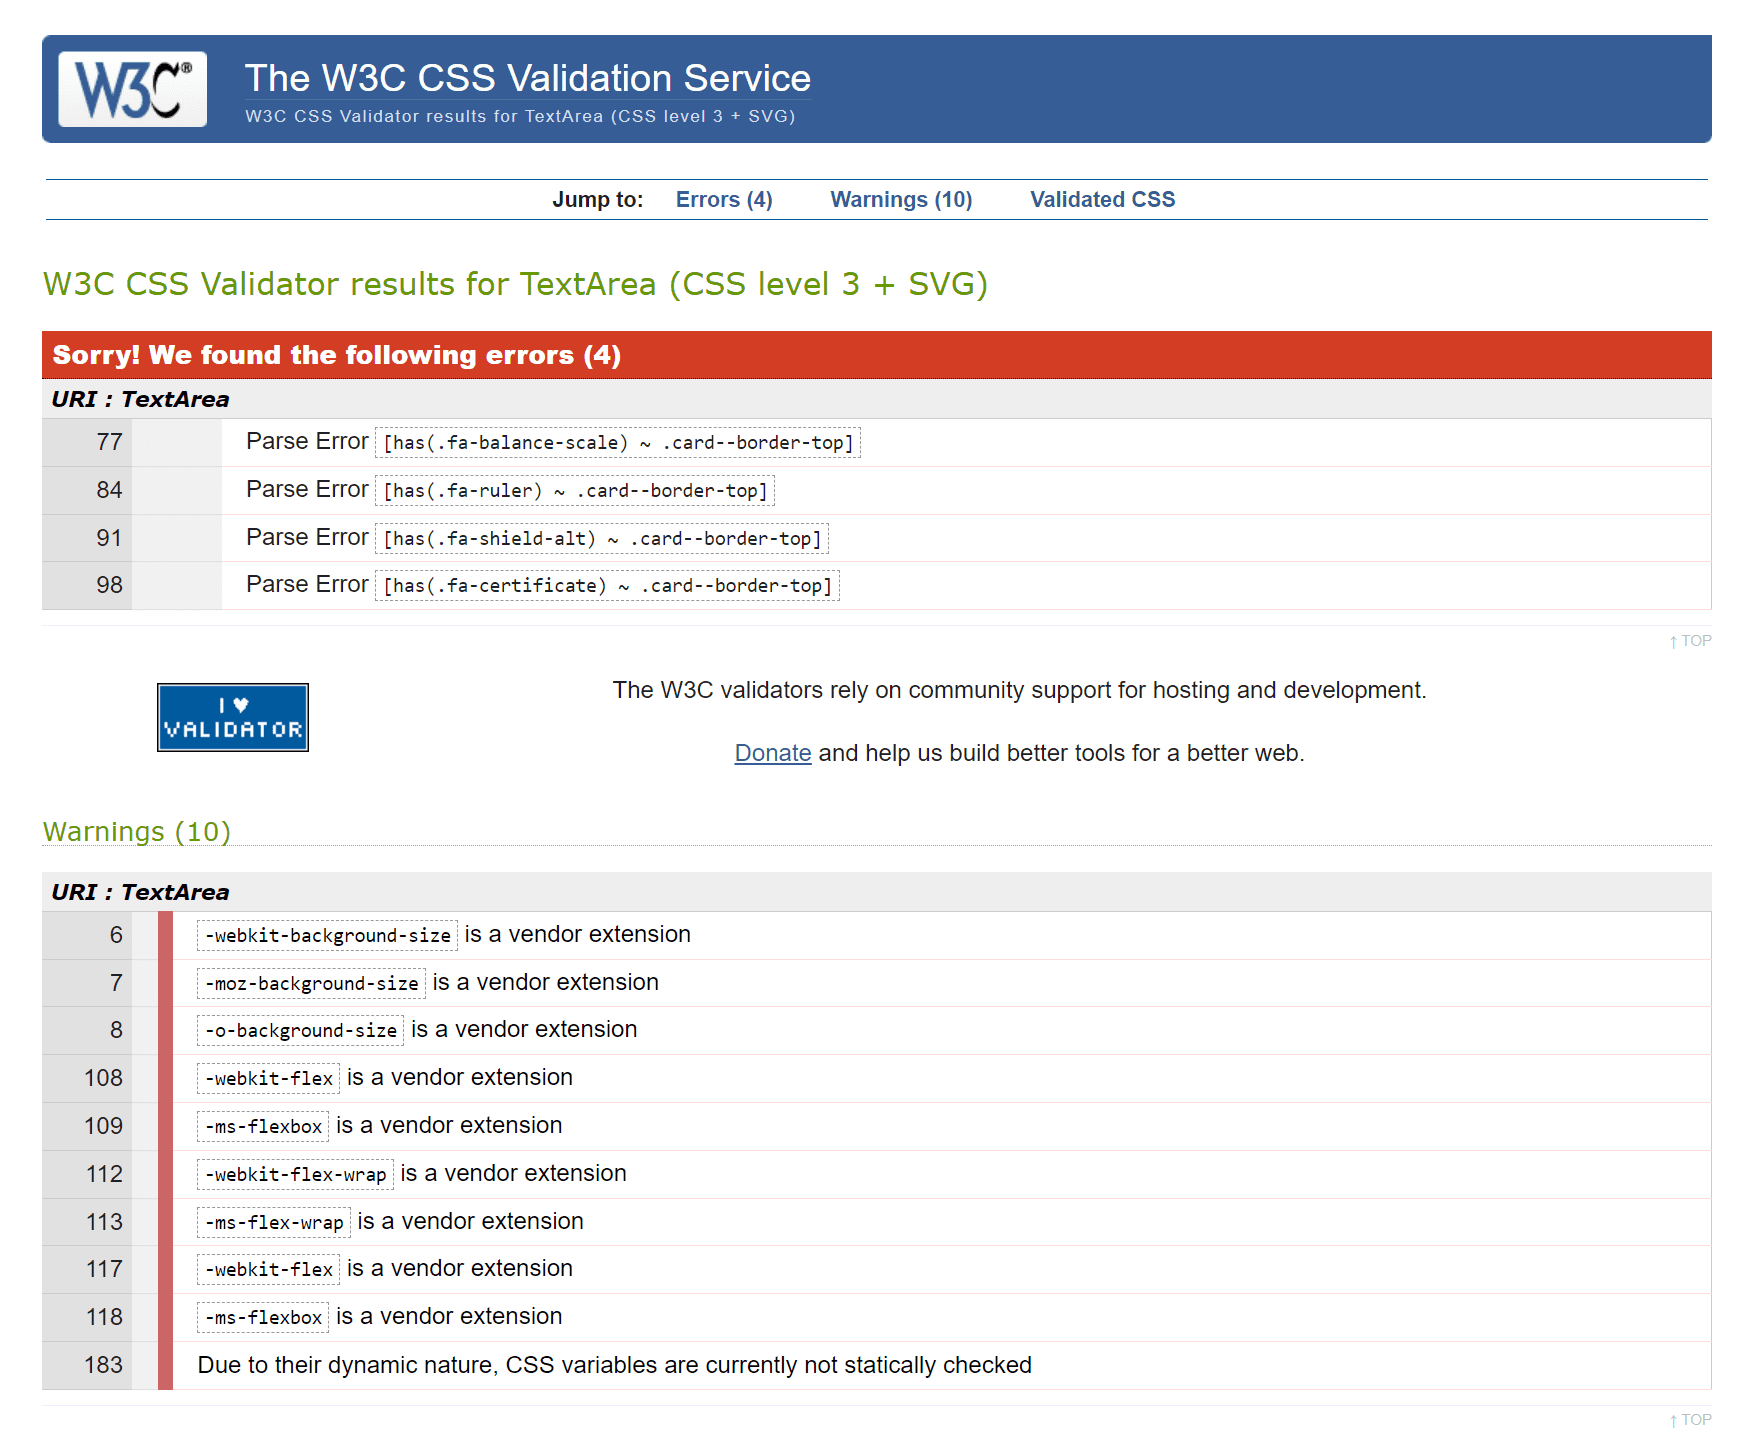 W3C®
The W3C CSS Validation Service
W3C CSS Validator results for TextArea (CSS level 3 + SVG)
Jump to: Errors (4) Warnings (10) Validated CSS
W3C CSS Validator results for TextArea (CSS level 3 + SVG)
Sorry! We found the following errors (4)
URI : TextArea
77 Parse Error [has(.fa-balance-scale) ~ .card--border-top]
84 Parse Error [has(.fa-ruler) ~ .card--border-top]
91 Parse Error [has(.fa-shield-alt) ~ .card--border-top]
98 Parse Error [has(.fa-certificate) ~ .card--border-top]
↑ TOP
I ♥
VALIDATOR
The W3C validators rely on community support for hosting and development.
Donate and help us build better tools for a better web.
Warnings (10)
URI : TextArea
6 -webkit-background-size is a vendor extension
7 -moz-background-size is a vendor extension
8 -o-background-size is a vendor extension
108 -webkit-flex is a vendor extension
109 -ms-flexbox is a vendor extension
112 -webkit-flex-wrap is a vendor extension
113 -ms-flex-wrap is a vendor extension
117 -webkit-flex is a vendor extension
118 -ms-flexbox is a vendor extension
183 Due to their dynamic nature, CSS variables are currently not statically checked
↑ TOP